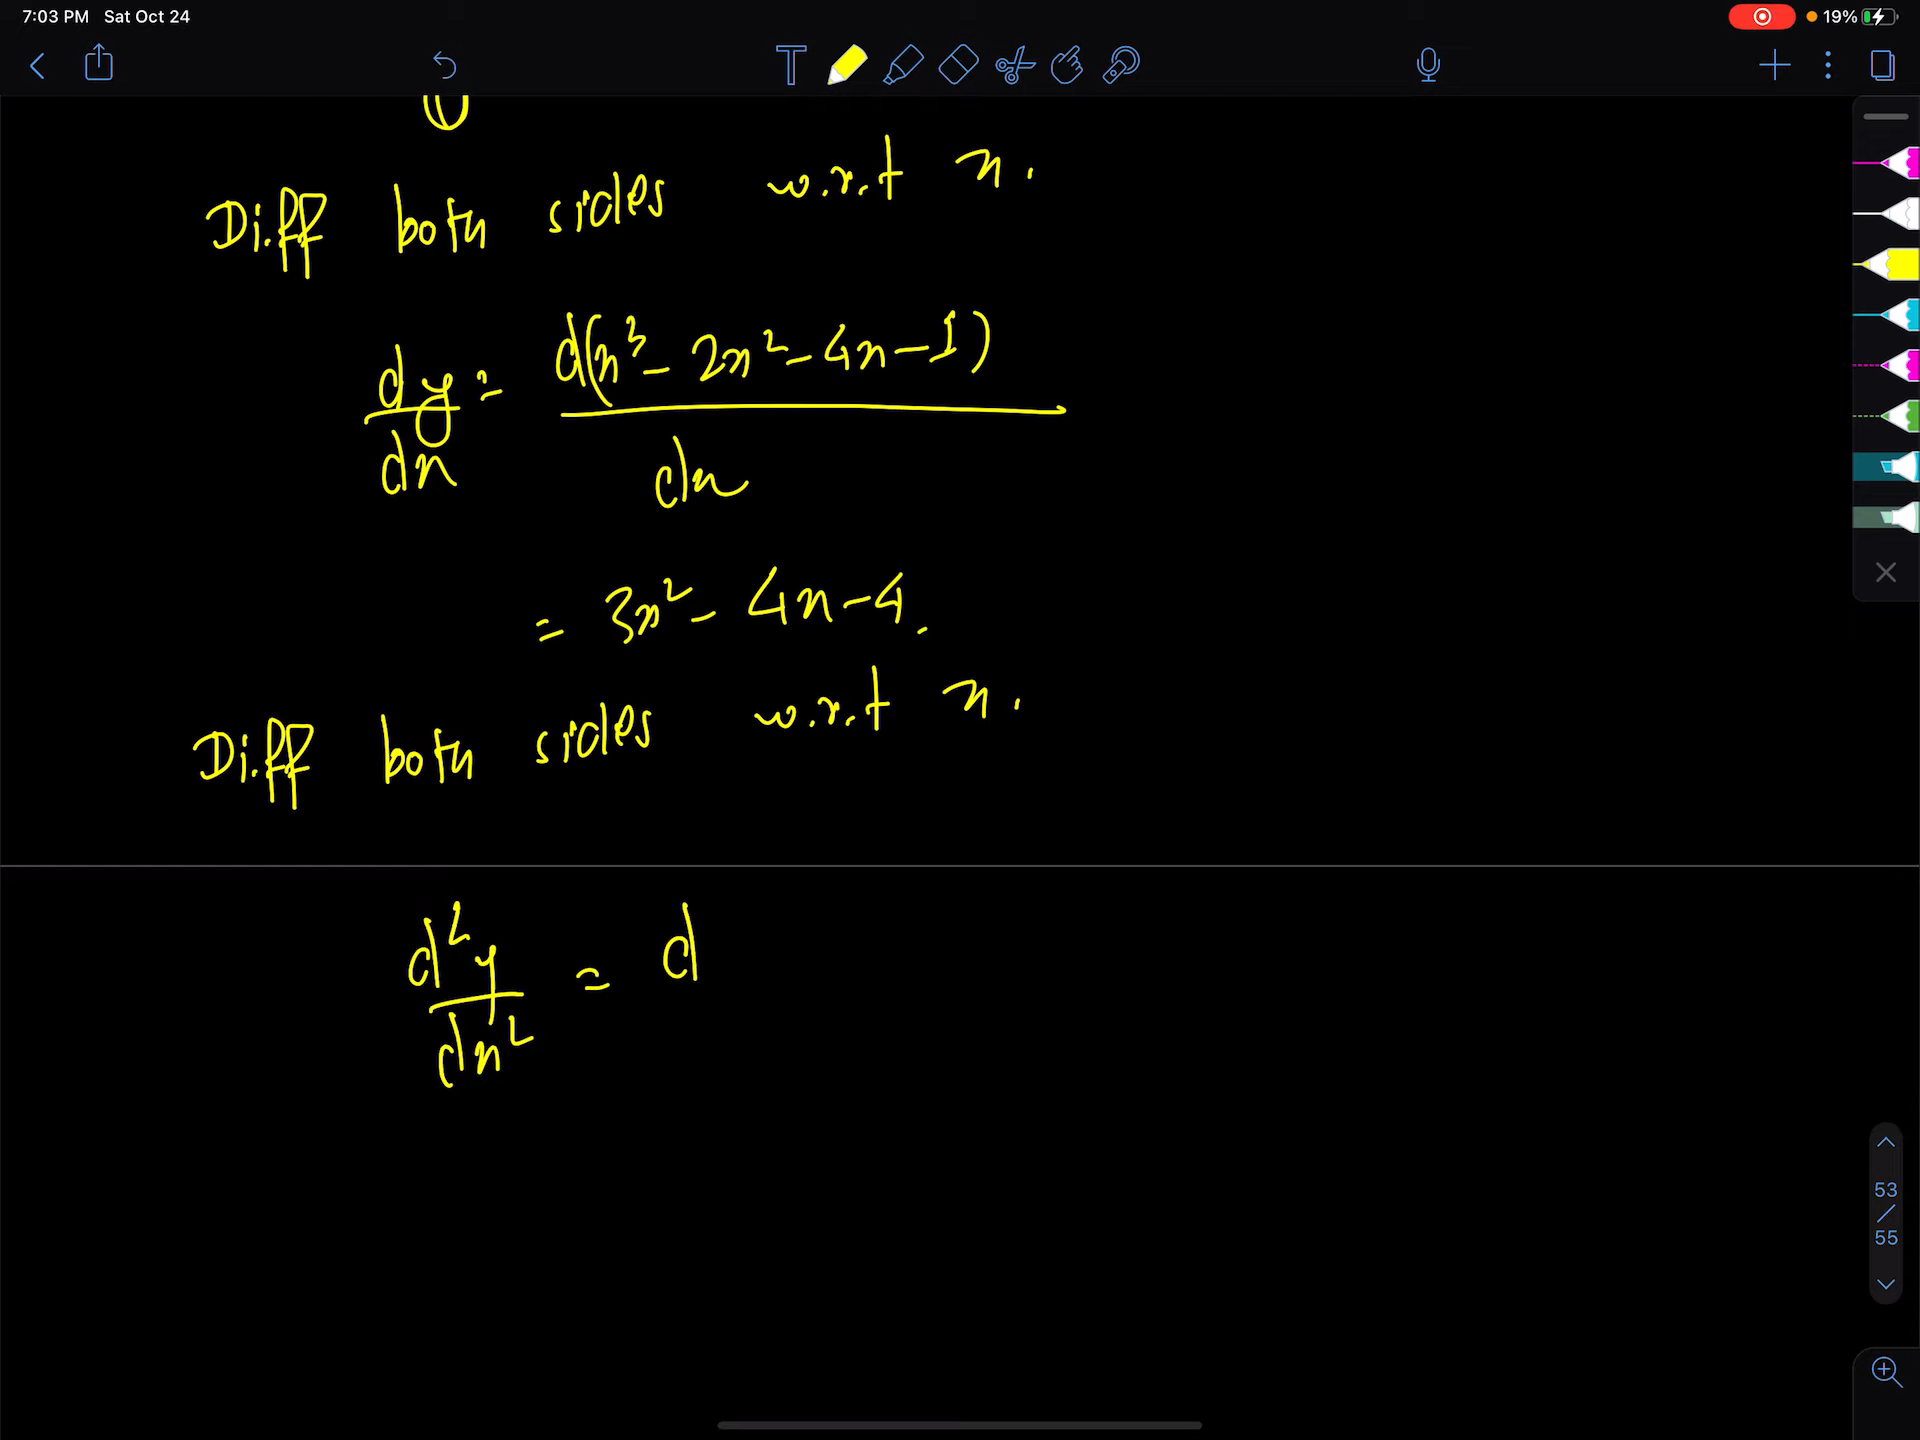 7:03 PM Sat Oct 24
19%
Diff both sides w.r.t x.
dy/dx = d(x³ - 2x² - 4x - 1)/dx
= 3x² - 4x - 4.
Diff both sides w.r.t x.
d²y/dx² = d
53
/
55